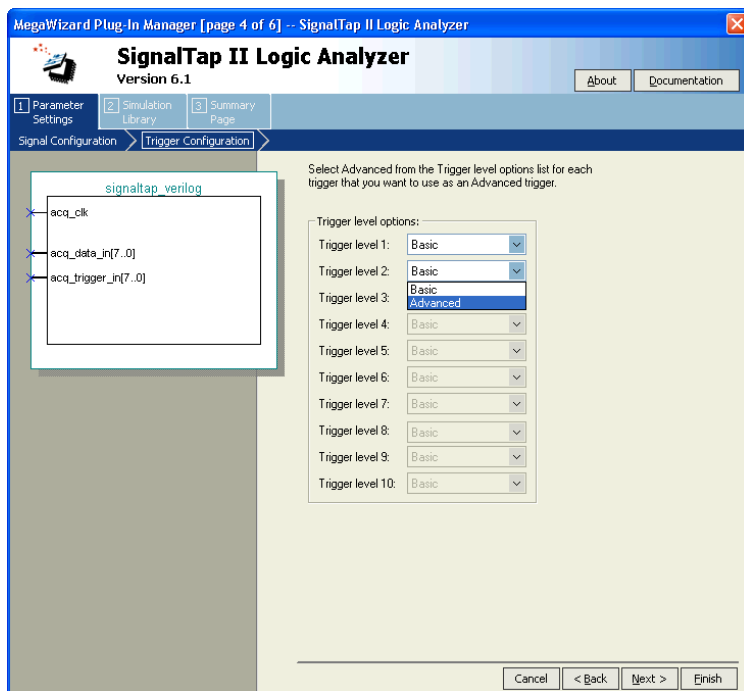 MegaWizard Plug-In Manager [page 4 of 6] -- SignalTap II Logic Analyzer
SignalTap II Logic Analyzer
Version 6.1
About
Documentation
1 Parameter Settings
2 Simulation Library
3 Summary Page
Signal Configuration
Trigger Configuration
signaltap_verilog
acq_clk
acq_data_in[7..0]
acq_trigger_in[7..0]
Select Advanced from the Trigger level options list for each
trigger that you want to use as an Advanced trigger.
Trigger level options:
Trigger level 1: Basic
Trigger level 2: Basic
Basic
Advanced
Trigger level 3:
Trigger level 4: Basic
Trigger level 5: Basic
Trigger level 6: Basic
Trigger level 7: Basic
Trigger level 8: Basic
Trigger level 9: Basic
Trigger level 10: Basic
Cancel
< Back
Next >
Finish